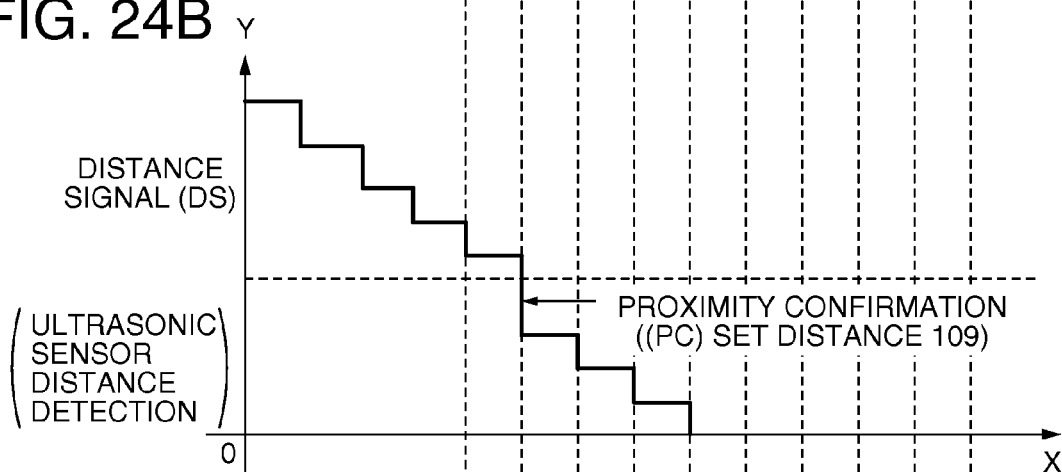 FIG. 24B
Y
DISTANCE
SIGNAL (DS)
ULTRASONIC
SENSOR
DISTANCE
DETECTION
PROXIMITY CONFIRMATION
((PC) SET DISTANCE 109)
0
X